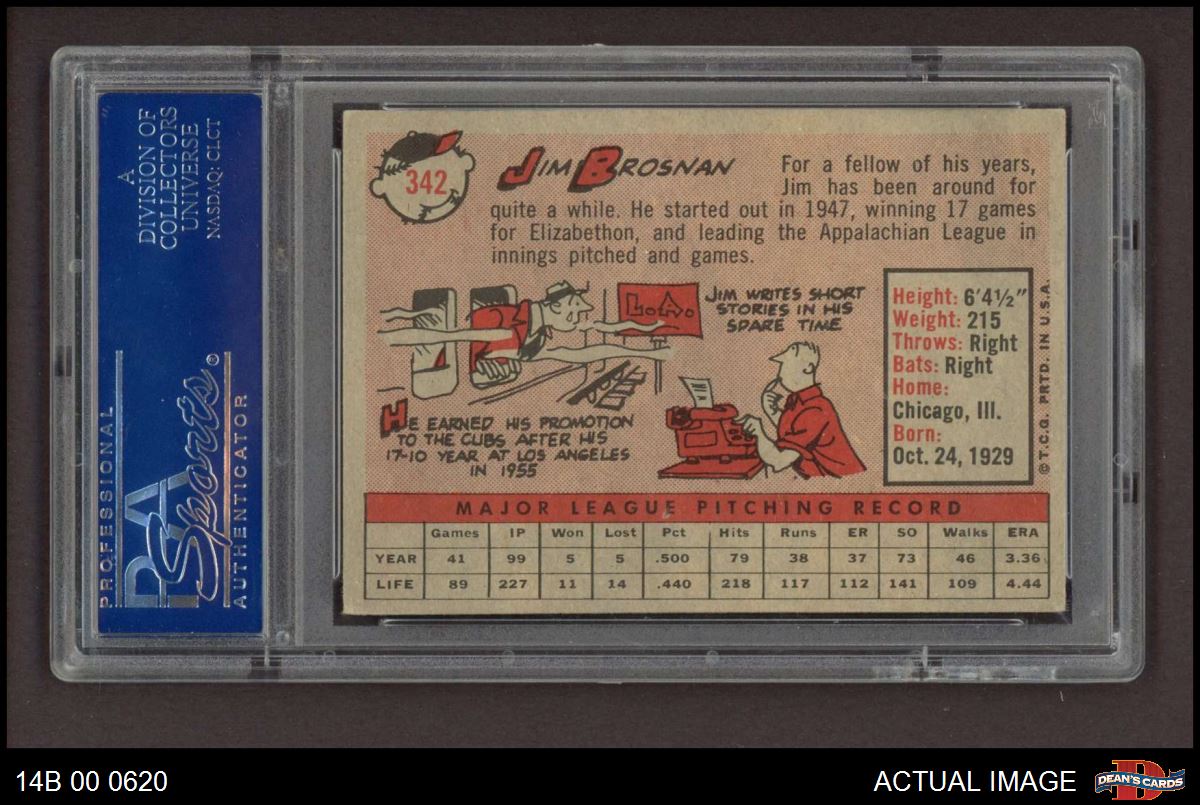 A
DIVISION OF
COLLECTORS
UNIVERSE
NASDAQ: CLCT
PROFESSIONAL
PSA
Sports®
AUTHENTICATOR
342
JIM BROSNAN
For a fellow of his years,
Jim has been around for
quite a while. He started out in 1947, winning 17 games
for Elizabethon, and leading the Appalachian League in
innings pitched and games.
L.A.
JIM WRITES SHORT
STORIES IN HIS
SPARE TIME
HE EARNED HIS PROMOTION
TO THE CUBS AFTER HIS
17-10 YEAR AT LOS ANGELES
IN 1955
Height: 6'4½"
Weight: 215
Throws: Right
Bats: Right
Home:
Chicago, Ill.
Born:
Oct. 24, 1929
©T.C.G. PRTD. IN U.S.A.
MAJOR LEAGUE PITCHING RECORD
Games IP Won Lost Pct Hits Runs ER SO Walks ERA
YEAR 41 99 5 5 .500 79 38 37 73 46 3.36
LIFE 89 227 11 14 .440 218 117 112 141 109 4.44
14B 00 0620
ACTUAL IMAGE
DEAN'S CARDS